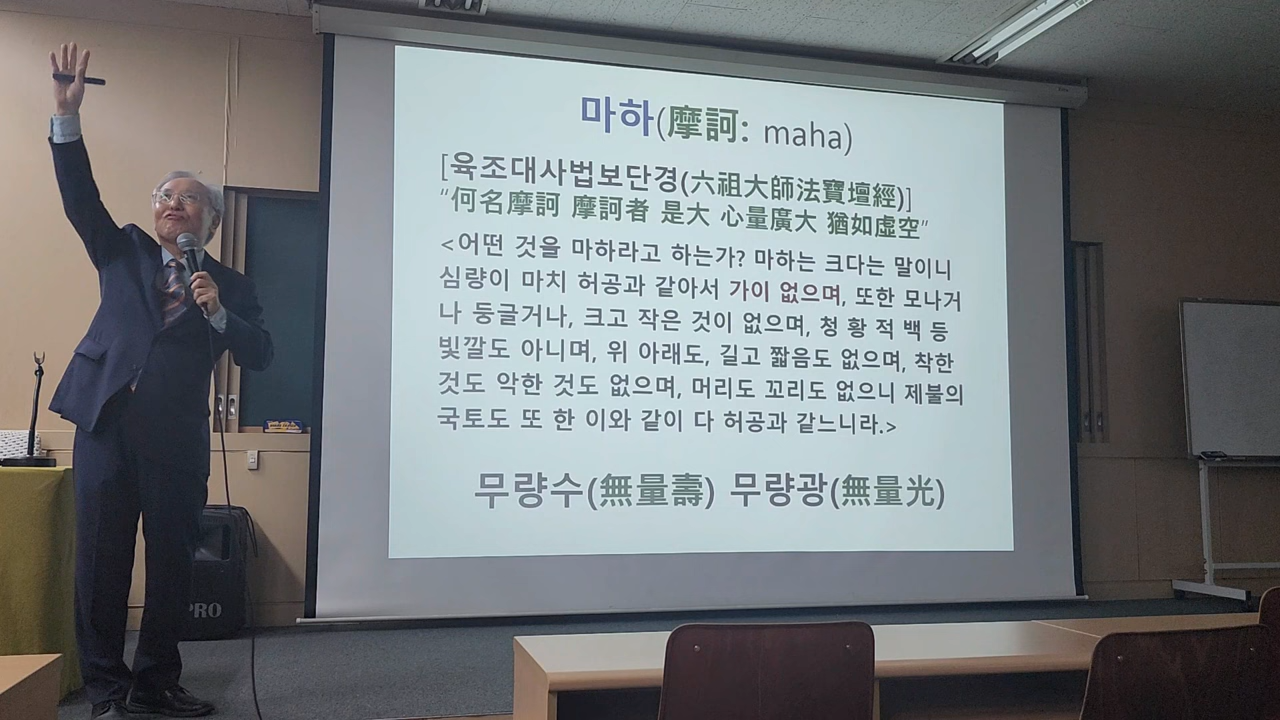 마하(摩訶: maha)
[육조대사법보단경(六祖大師法寶壇經)]
“何名摩訶 摩訶者 是大 心量廣大 猶如虛空”
<어떤 것을 마하라고 하는가? 마하는 크다는 말이니
심량이 마치 허공과 같아서 가이 없으며, 또한 모나거
나 둥글거나, 크고 작은 것이 없으며, 청 황 적 백 등
빛깔도 아니며, 위 아래도, 길고 짧음도 없으며, 착한
것도 악한 것도 없으며, 머리도 꼬리도 없으니 제불의
국토도 또 한 이와 같이 다 허공과 같느니라.>
무량수(無量壽) 무량광(無量光)
PRO